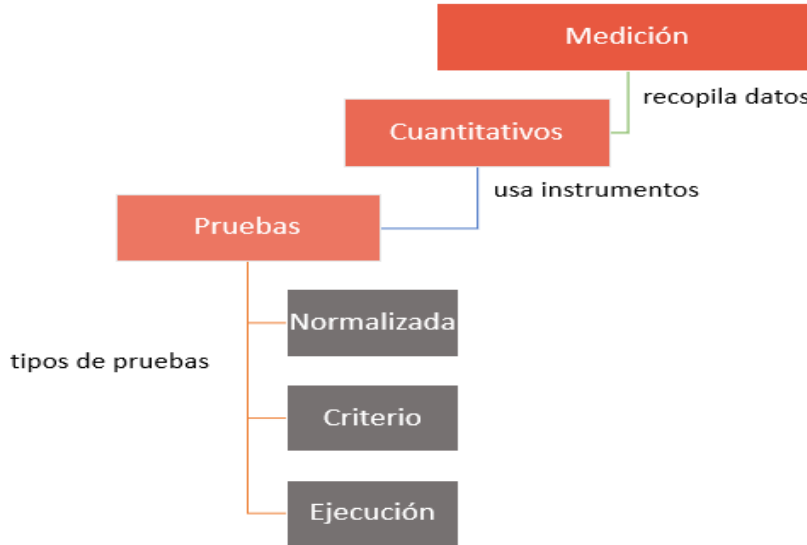 Medición
recopila datos
Cuantitativos
usa instrumentos
Pruebas
Normalizada
tipos de pruebas
Criterio
Ejecución